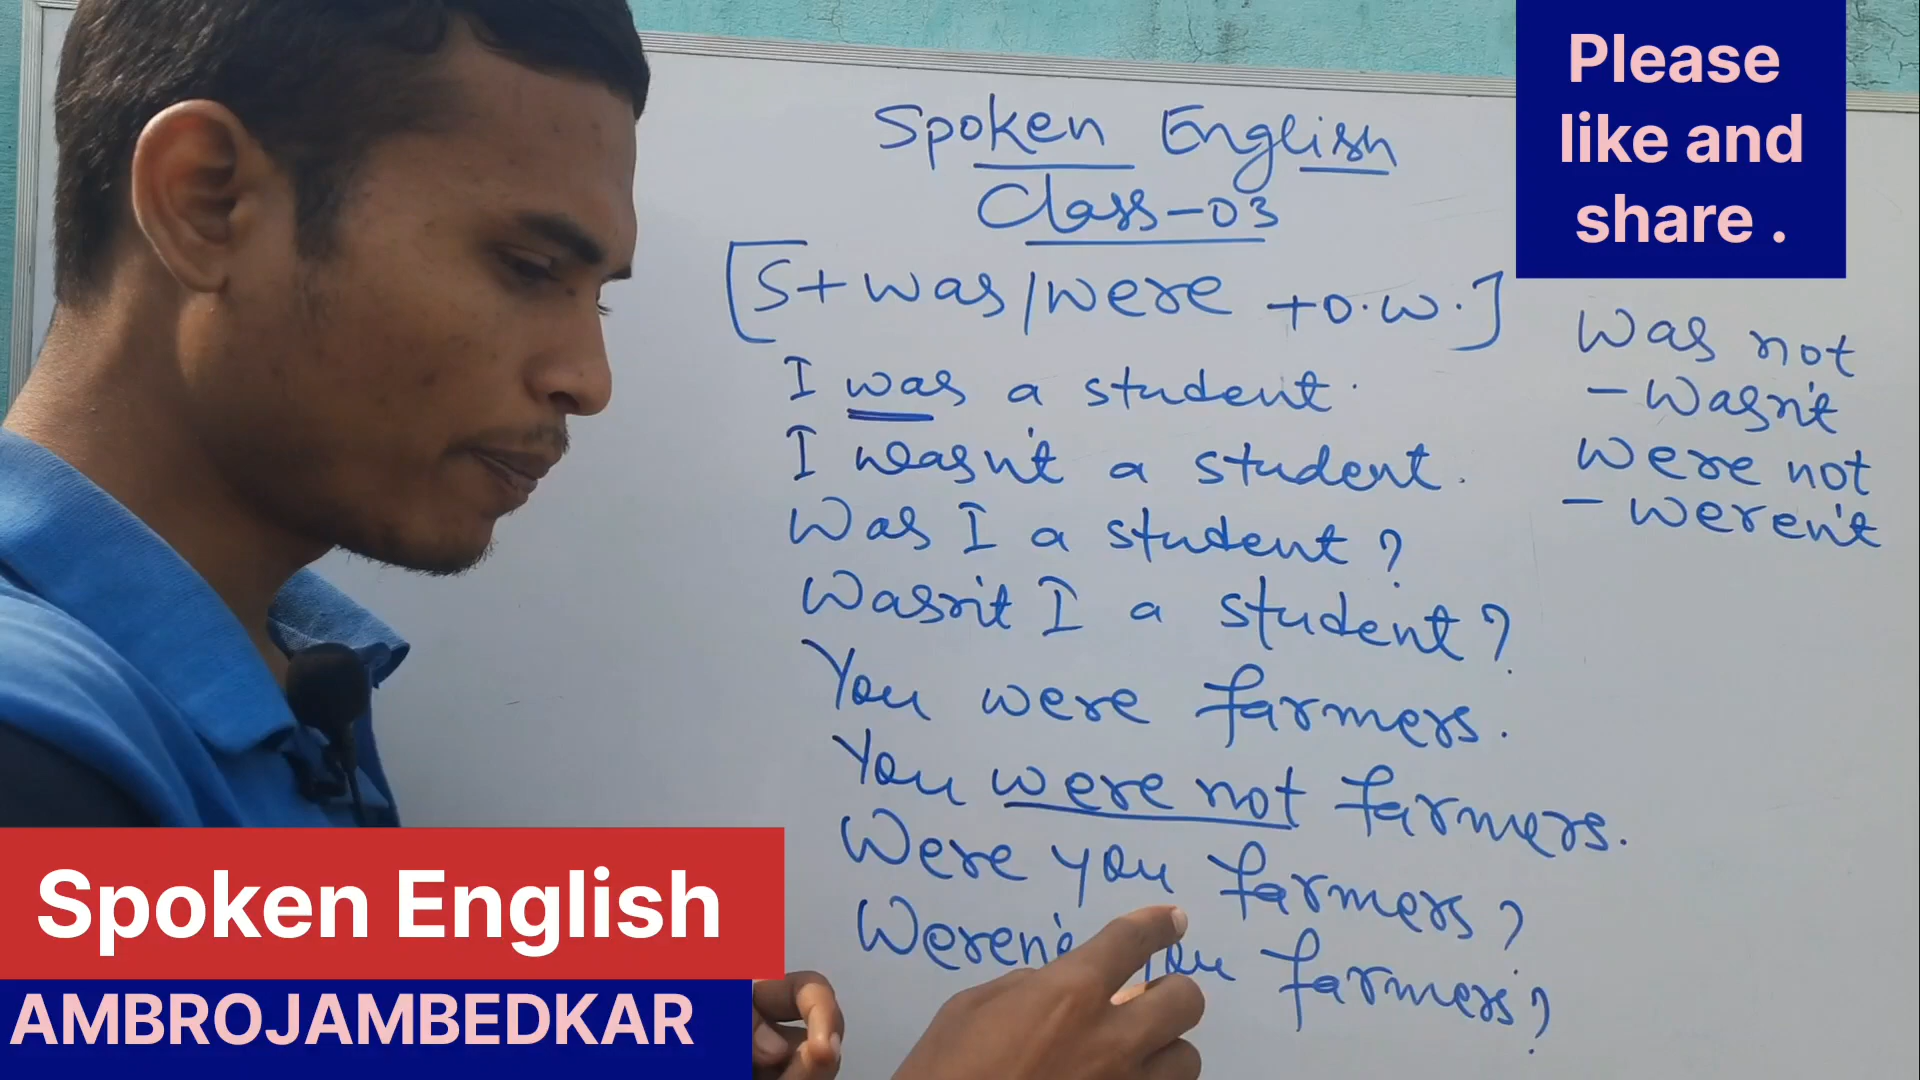 Spoken English
Class-03
[S+was/were +O.W.]
I was a student.
I wasn't a student.
Was I a student?
Wasn't I a student?
You were farmers.
You were not farmers.
Were you farmers?
Weren't you farmers?
Was not
- Wasn't
Were not
- Weren't
Please
like and
share .
Spoken English
AMBROJAMBEDKAR